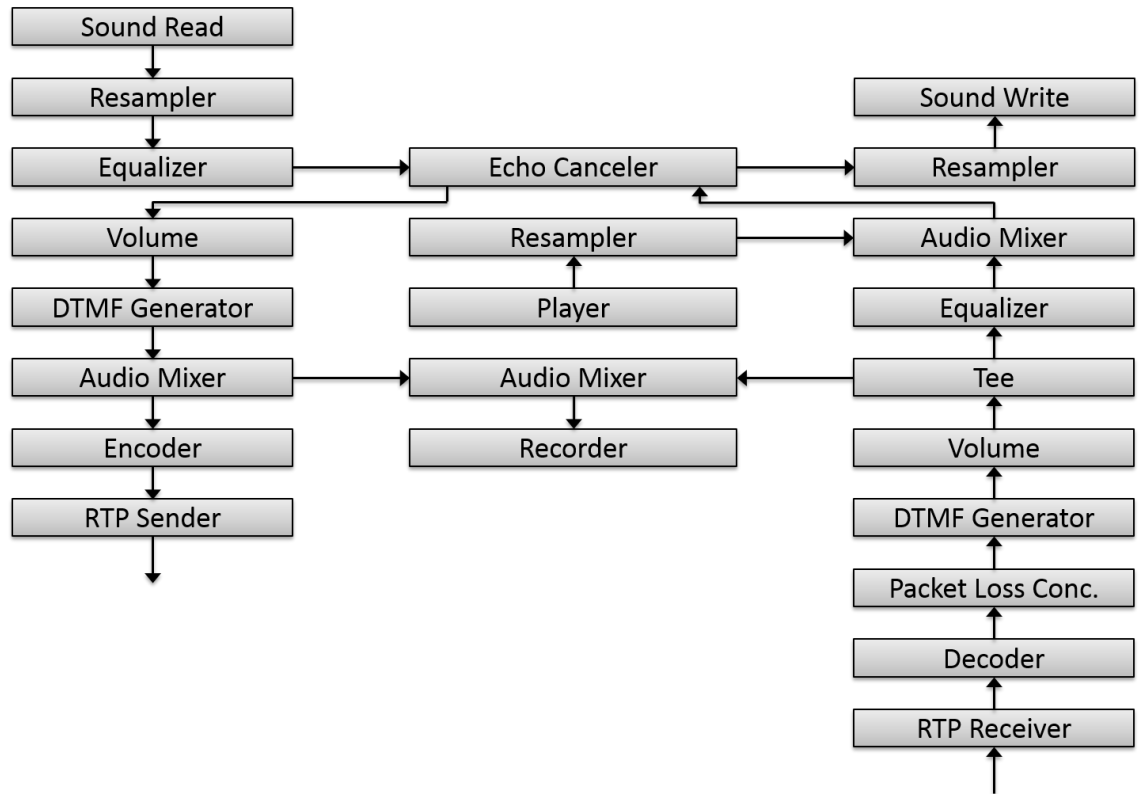 Sound Read
Resampler
Sound Write
Equalizer
Echo Canceler
Resampler
Volume
Resampler
Audio Mixer
DTMF Generator
Player
Equalizer
Audio Mixer
Audio Mixer
Tee
Encoder
Recorder
Volume
RTP Sender
DTMF Generator
Packet Loss Conc.
Decoder
RTP Receiver